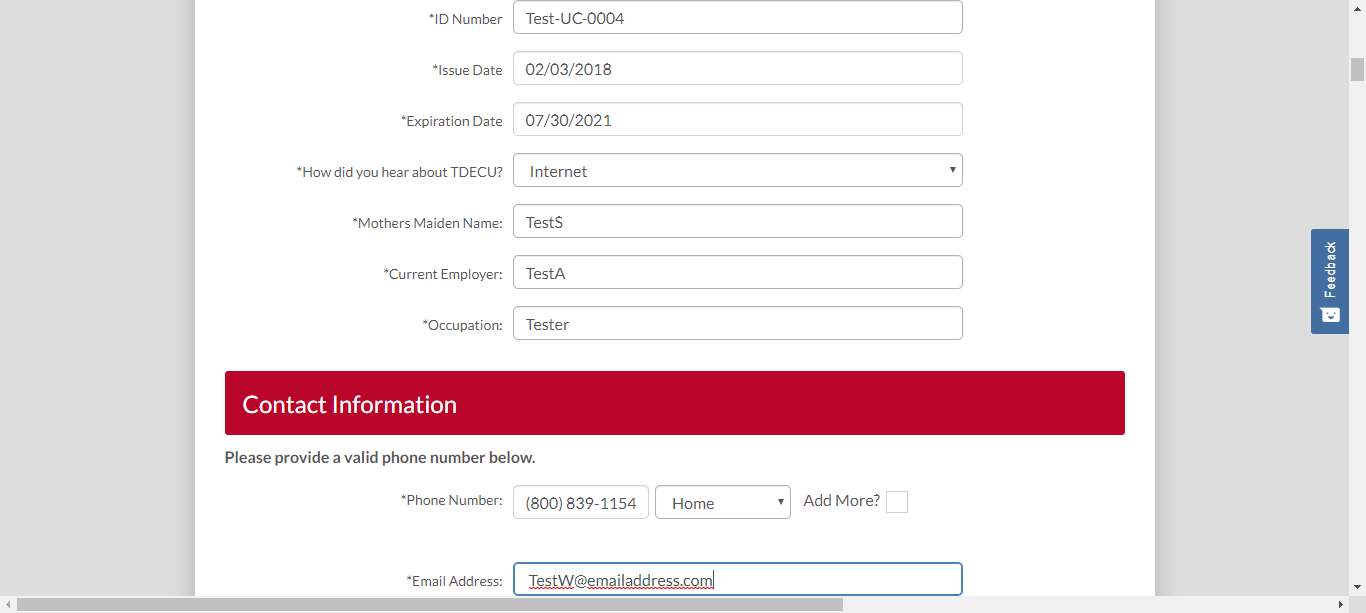 *ID Number Test-UC-0004
*Issue Date 02/03/2018
*Expiration Date 07/30/2021
*How did you hear about TDECU? Internet
*Mothers Maiden Name: Test$
*Current Employer: TestA
*Occupation: Tester
Feedback
Contact Information
Please provide a valid phone number below.
*Phone Number: (800) 839-1154 Home Add More?
*Email Address: TestW@emailaddress.com